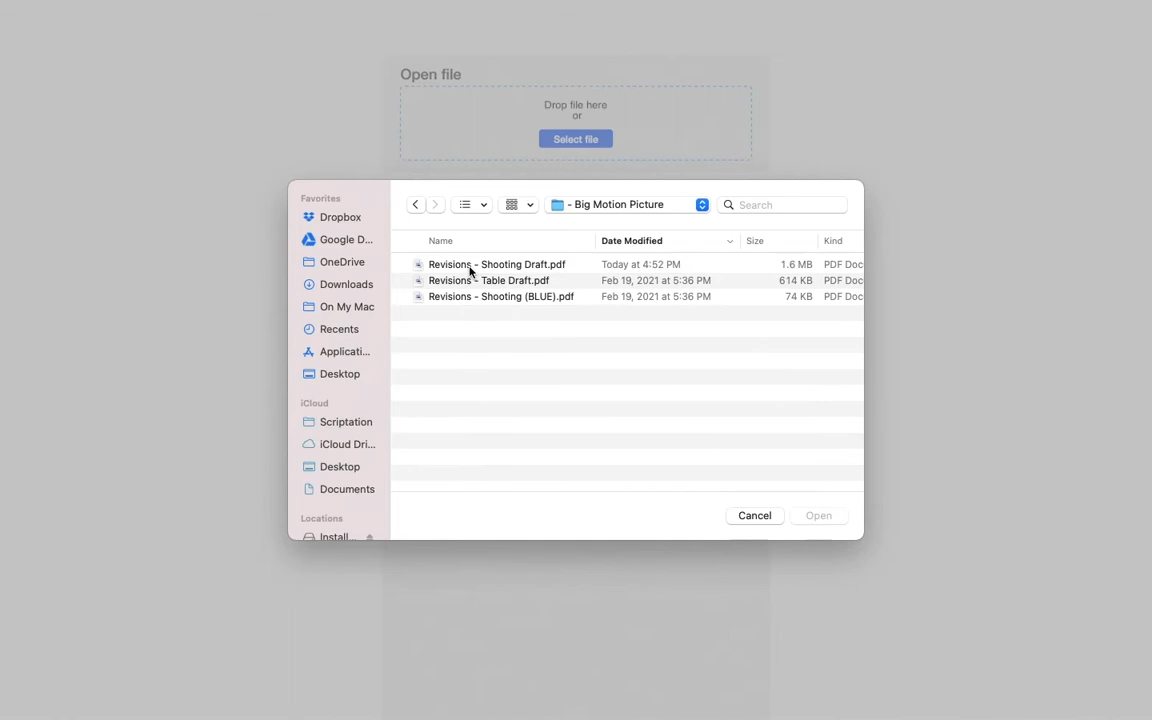 Open file
Drop file here
or
Select file
Favorites
Dropbox
Google D...
OneDrive
Downloads
On My Mac
Recents
Applicati...
Desktop
iCloud
Scriptation
iCloud Dri...
Desktop
Documents
Locations
Install...
- Big Motion Picture
Search
Name Date Modified Size Kind
Revisions - Shooting Draft.pdf Today at 4:52 PM 1.6 MB PDF Doc
Revisions - Table Draft.pdf Feb 19, 2021 at 5:36 PM 614 KB PDF Doc
Revisions - Shooting (BLUE).pdf Feb 19, 2021 at 5:36 PM 74 KB PDF Doc
Cancel Open